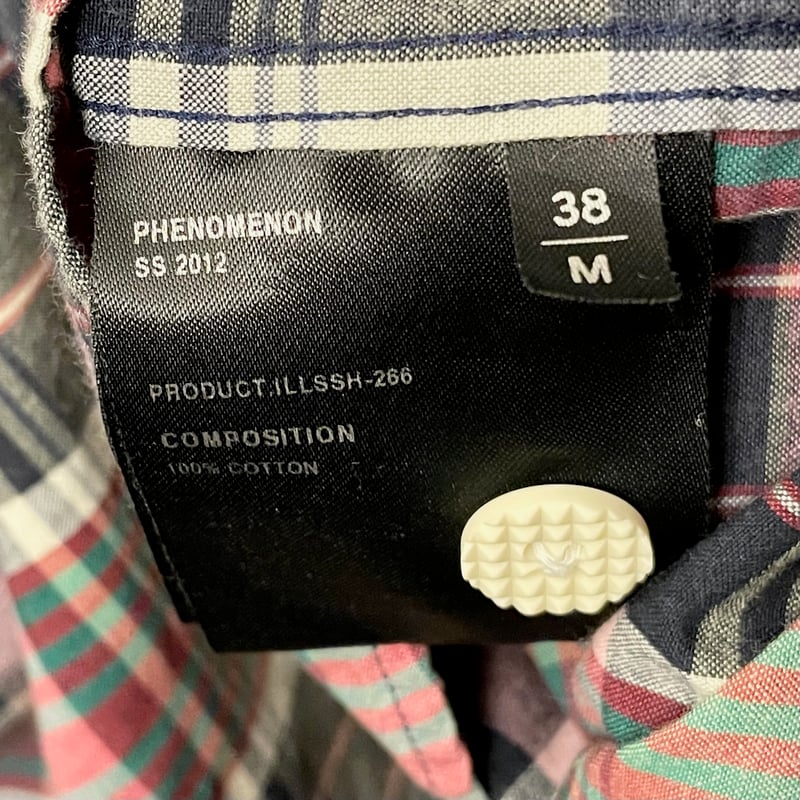 PHENOMENON
SS 2012
38
M
PRODUCT.ILLSSH-266
COMPOSITION
100% COTTON